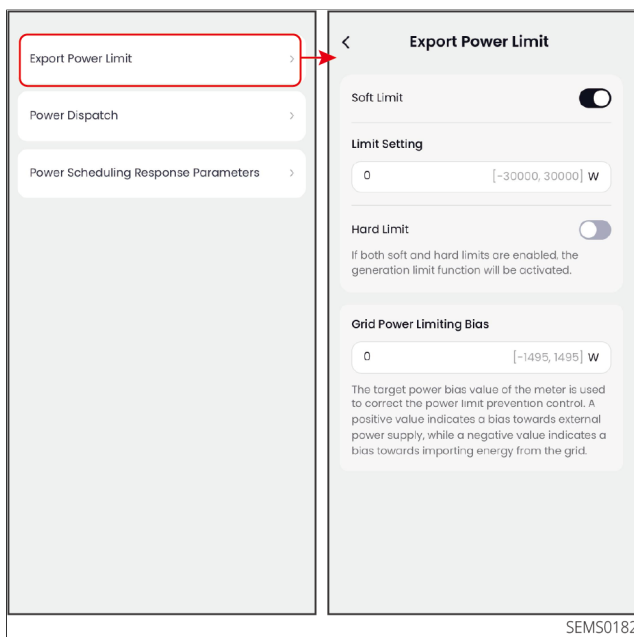 Export Power Limit
Power Dispatch
Power Scheduling Response Parameters
Export Power Limit
Soft Limit
Limit Setting
0 [-30000, 30000] W
Hard Limit
If both soft and hard limits are enabled, the
generation limit function will be activated.
Grid Power Limiting Bias
0 [-1495, 1495] W
The target power bias value of the meter is used
to correct the power limit prevention control. A
positive value indicates a bias towards external
power supply, while a negative value indicates a
bias towards importing energy from the grid.
SEMS0182